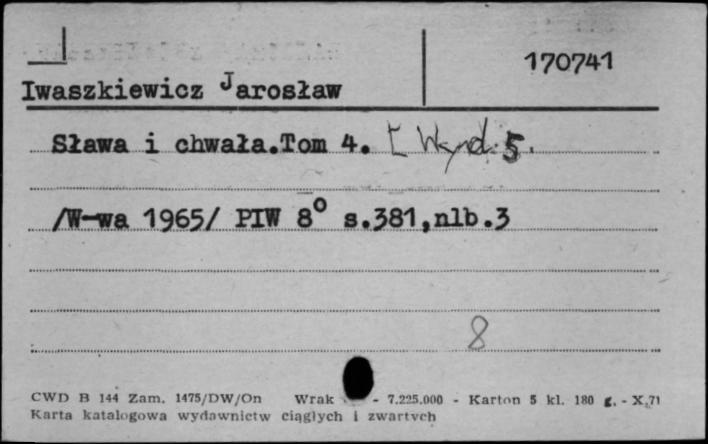 170741
Iwaszkiewicz Jarosław
Sława i chwała.Tom 4. [Wyd. 5.
/W-wa 1965/ PIW 8° s.381,nlb.3
8
CWD B 144 Zam. 1475/DW/On Wrak - 7.225.000 - Karton 5 kl. 180 g. - X.71
Karta katalogowa wydawnictw ciągłych i zwartych